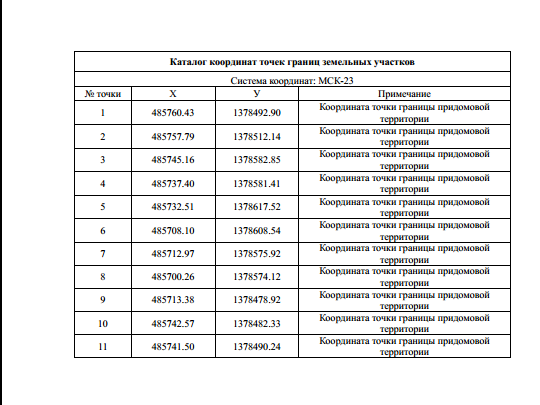 Каталог координат точек границ земельных участков
Система координат: МСК-23
№ точки X У Примечание
1 485760.43 1378492.90 Координата точки границы придомовой
территории
2 485757.79 1378512.14 Координата точки границы придомовой
территории
3 485745.16 1378582.85 Координата точки границы придомовой
территории
4 485737.40 1378581.41 Координата точки границы придомовой
территории
5 485732.51 1378617.52 Координата точки границы придомовой
территории
6 485708.10 1378608.54 Координата точки границы придомовой
территории
7 485712.97 1378575.92 Координата точки границы придомовой
территории
8 485700.26 1378574.12 Координата точки границы придомовой
территории
9 485713.38 1378478.92 Координата точки границы придомовой
территории
10 485742.57 1378482.33 Координата точки границы придомовой
территории
11 485741.50 1378490.24 Координата точки границы придомовой
территории